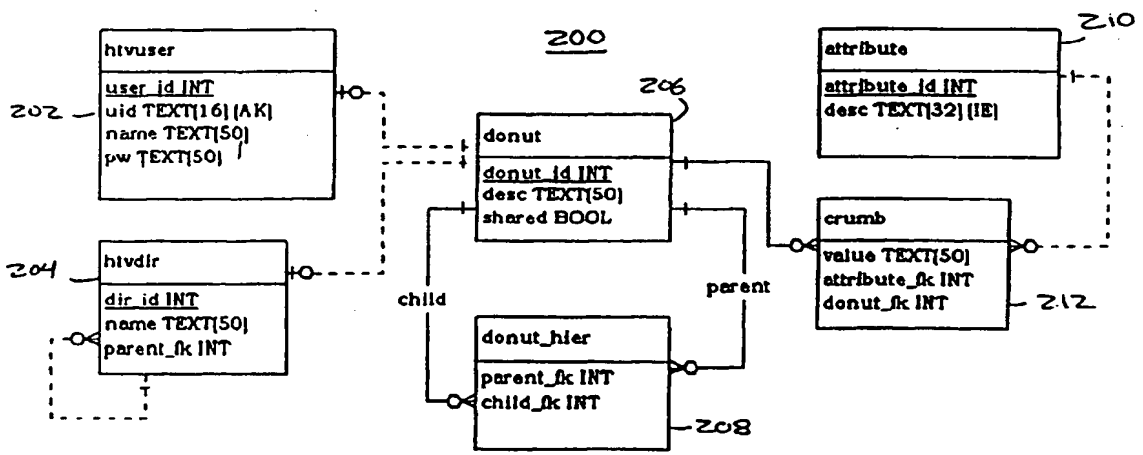 200
202
htvuser
user_id INT
uid TEXT[16] [AK]
name TEXT[50]
pw TEXT[50]
204
htvdir
dir_id INT
name TEXT[50]
parent_fk INT
206
donut
donut_id INT
desc TEXT[50]
shared BOOL
child
parent
donut_hier
parent_fk INT
child_fk INT
208
210
attribute
attribute_id INT
desc TEXT[32] [IE]
crumb
value TEXT[50]
attribute_fk INT
donut_fk INT
212